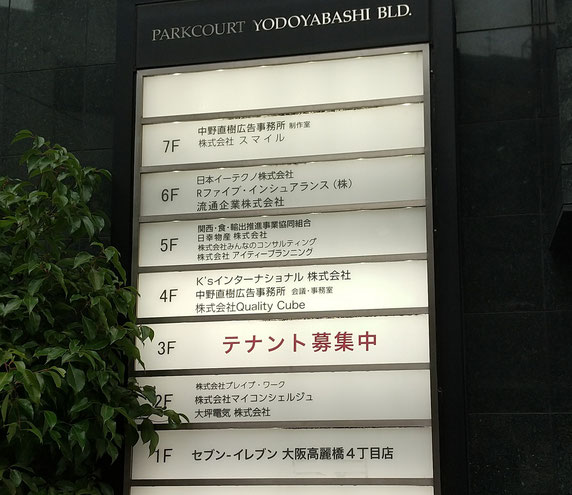 PARKCOURT YODOYABASHI BLD.
7F
中野直樹広告事務所 制作室
株式会社 スマイル
6F
日本イーテクノ株式会社
Rファイブ・インシュアランス(株)
流通企業株式会社
5F
関西・食・輸出推進事業協同組合
日幸物産 株式会社
株式会社みんなのコンサルティング
株式会社 アイティープランニング
4F
K'sインターナショナル 株式会社
中野直樹広告事務所 会議・事務室
株式会社Quality Cube
3F
テナント募集中
2F
株式会社ブレイブ・ワーク
株式会社マイコンシェルジュ
大坪電気 株式会社
1F
セブン-イレブン 大阪高麗橋4丁目店